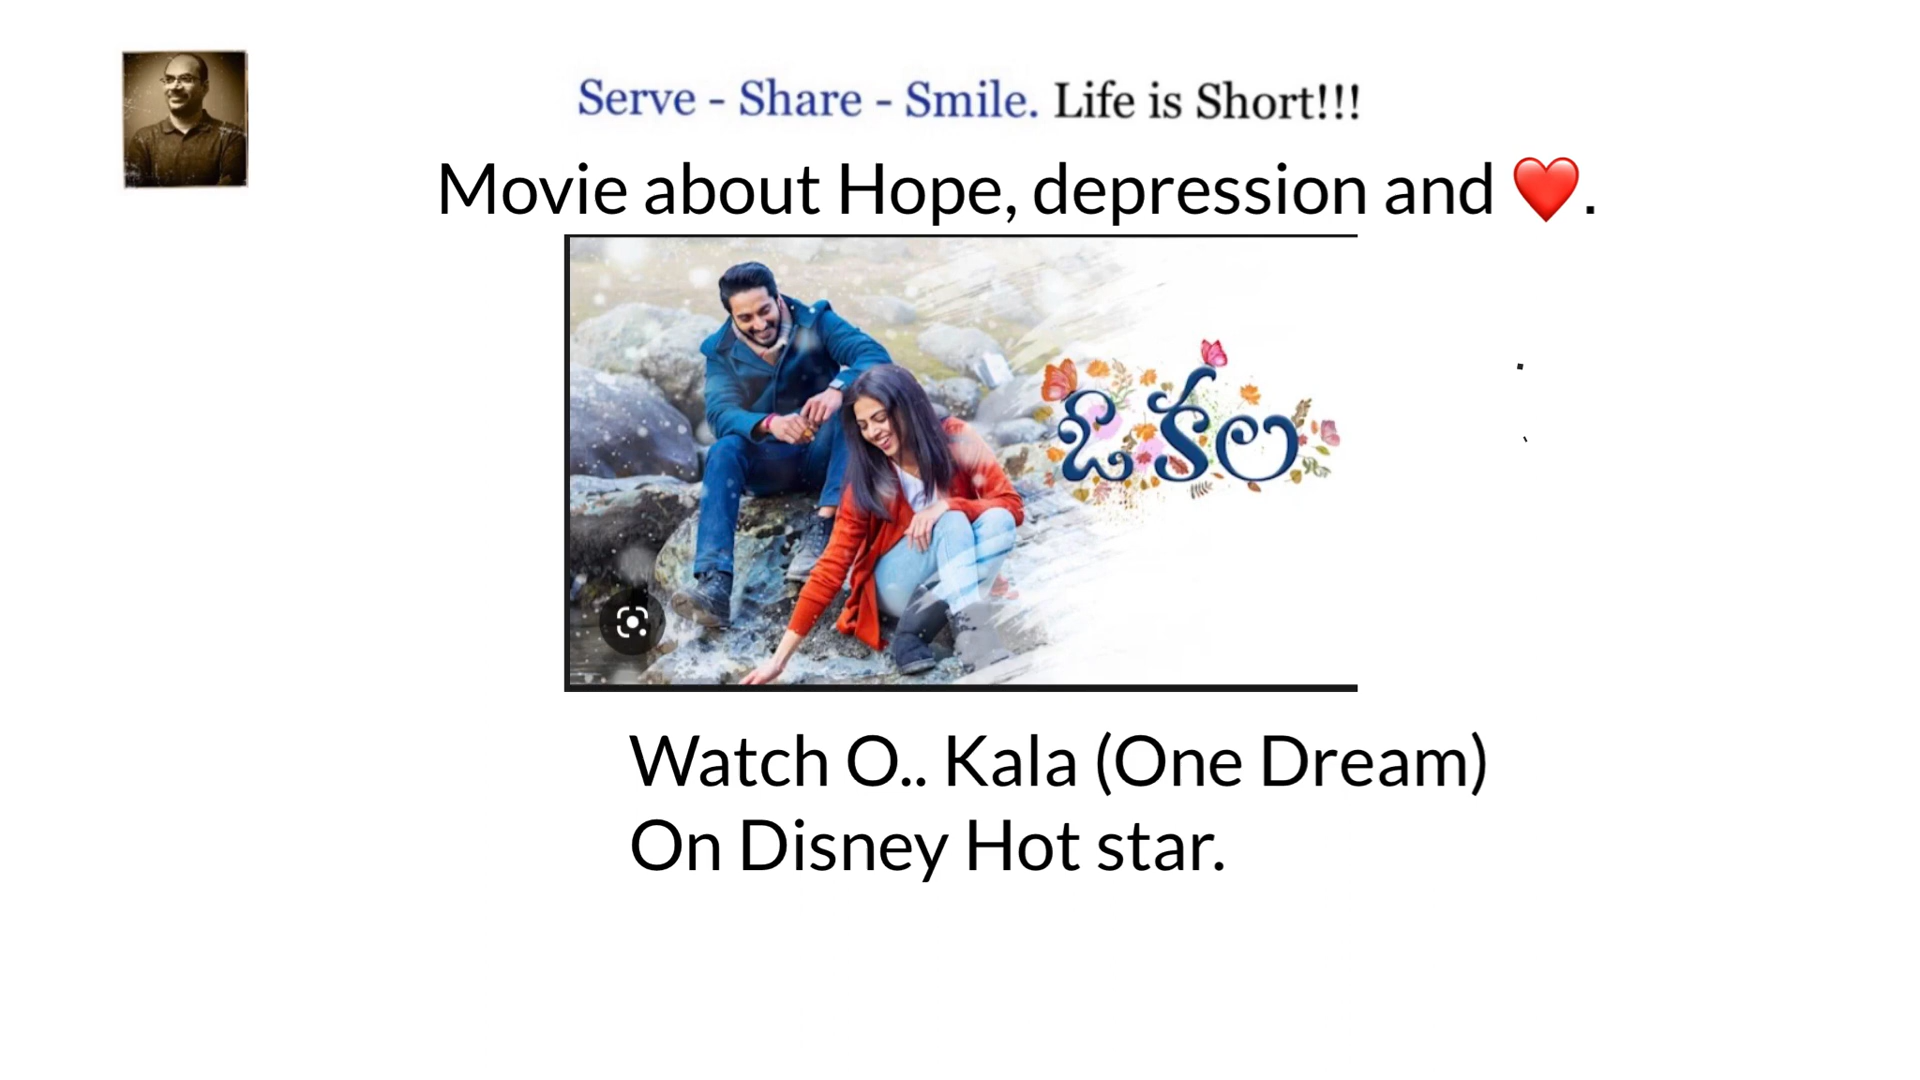 Serve - Share - Smile. Life is Short!!!
Movie about Hope, depression and ❤️.
ఓ కల
Watch O.. Kala (One Dream)
On Disney Hot star.